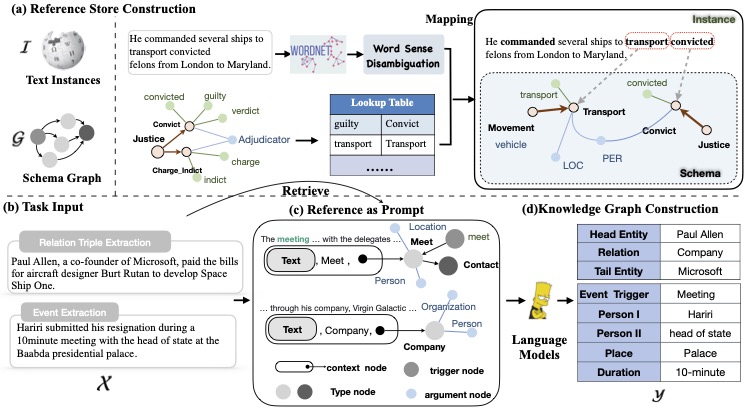 (a) Reference Store Construction
I
Text Instances
G
Schema Graph
He commanded several ships to
transport convicted
felons from London to Maryland.
WORDNET
Word Sense
Disambiguation
convicted
guilty
verdict
Convict
Justice
Adjudicator
charge
Charge_Indict
indict
Lookup Table
guilty Convict
transport Transport
......
Mapping
Instance
He commanded several ships to transport convicted
felons from London to Maryland.
transport
convicted
Transport
Movement
Convict
vehicle
Justice
PER
LOC
Schema
Retrieve
(b) Task Input
Relation Triple Extraction
Paul Allen, a co-founder of Microsoft, paid the bills
for aircraft designer Burt Rutan to develop Space
Ship One.
Event Extraction
Hariri submitted his resignation during a
10minute meeting with the head of state at the
Baabda presidential palace.
X
(c) Reference as Prompt
The meeting ... with the delegates ...
Text , Meet ,
Location
Meet
meet
Contact
Person
... through his company, Virgin Galactic ...
Text , Company,
Organization
Person
Company
context node
trigger node
Type node
argument node
Language
Models
(d)Knowledge Graph Construction
Head Entity Paul Allen
Relation Company
Tail Entity Microsoft
Event Trigger Meeting
Person I Hariri
Person II head of state
Place Palace
Duration 10-minute
y